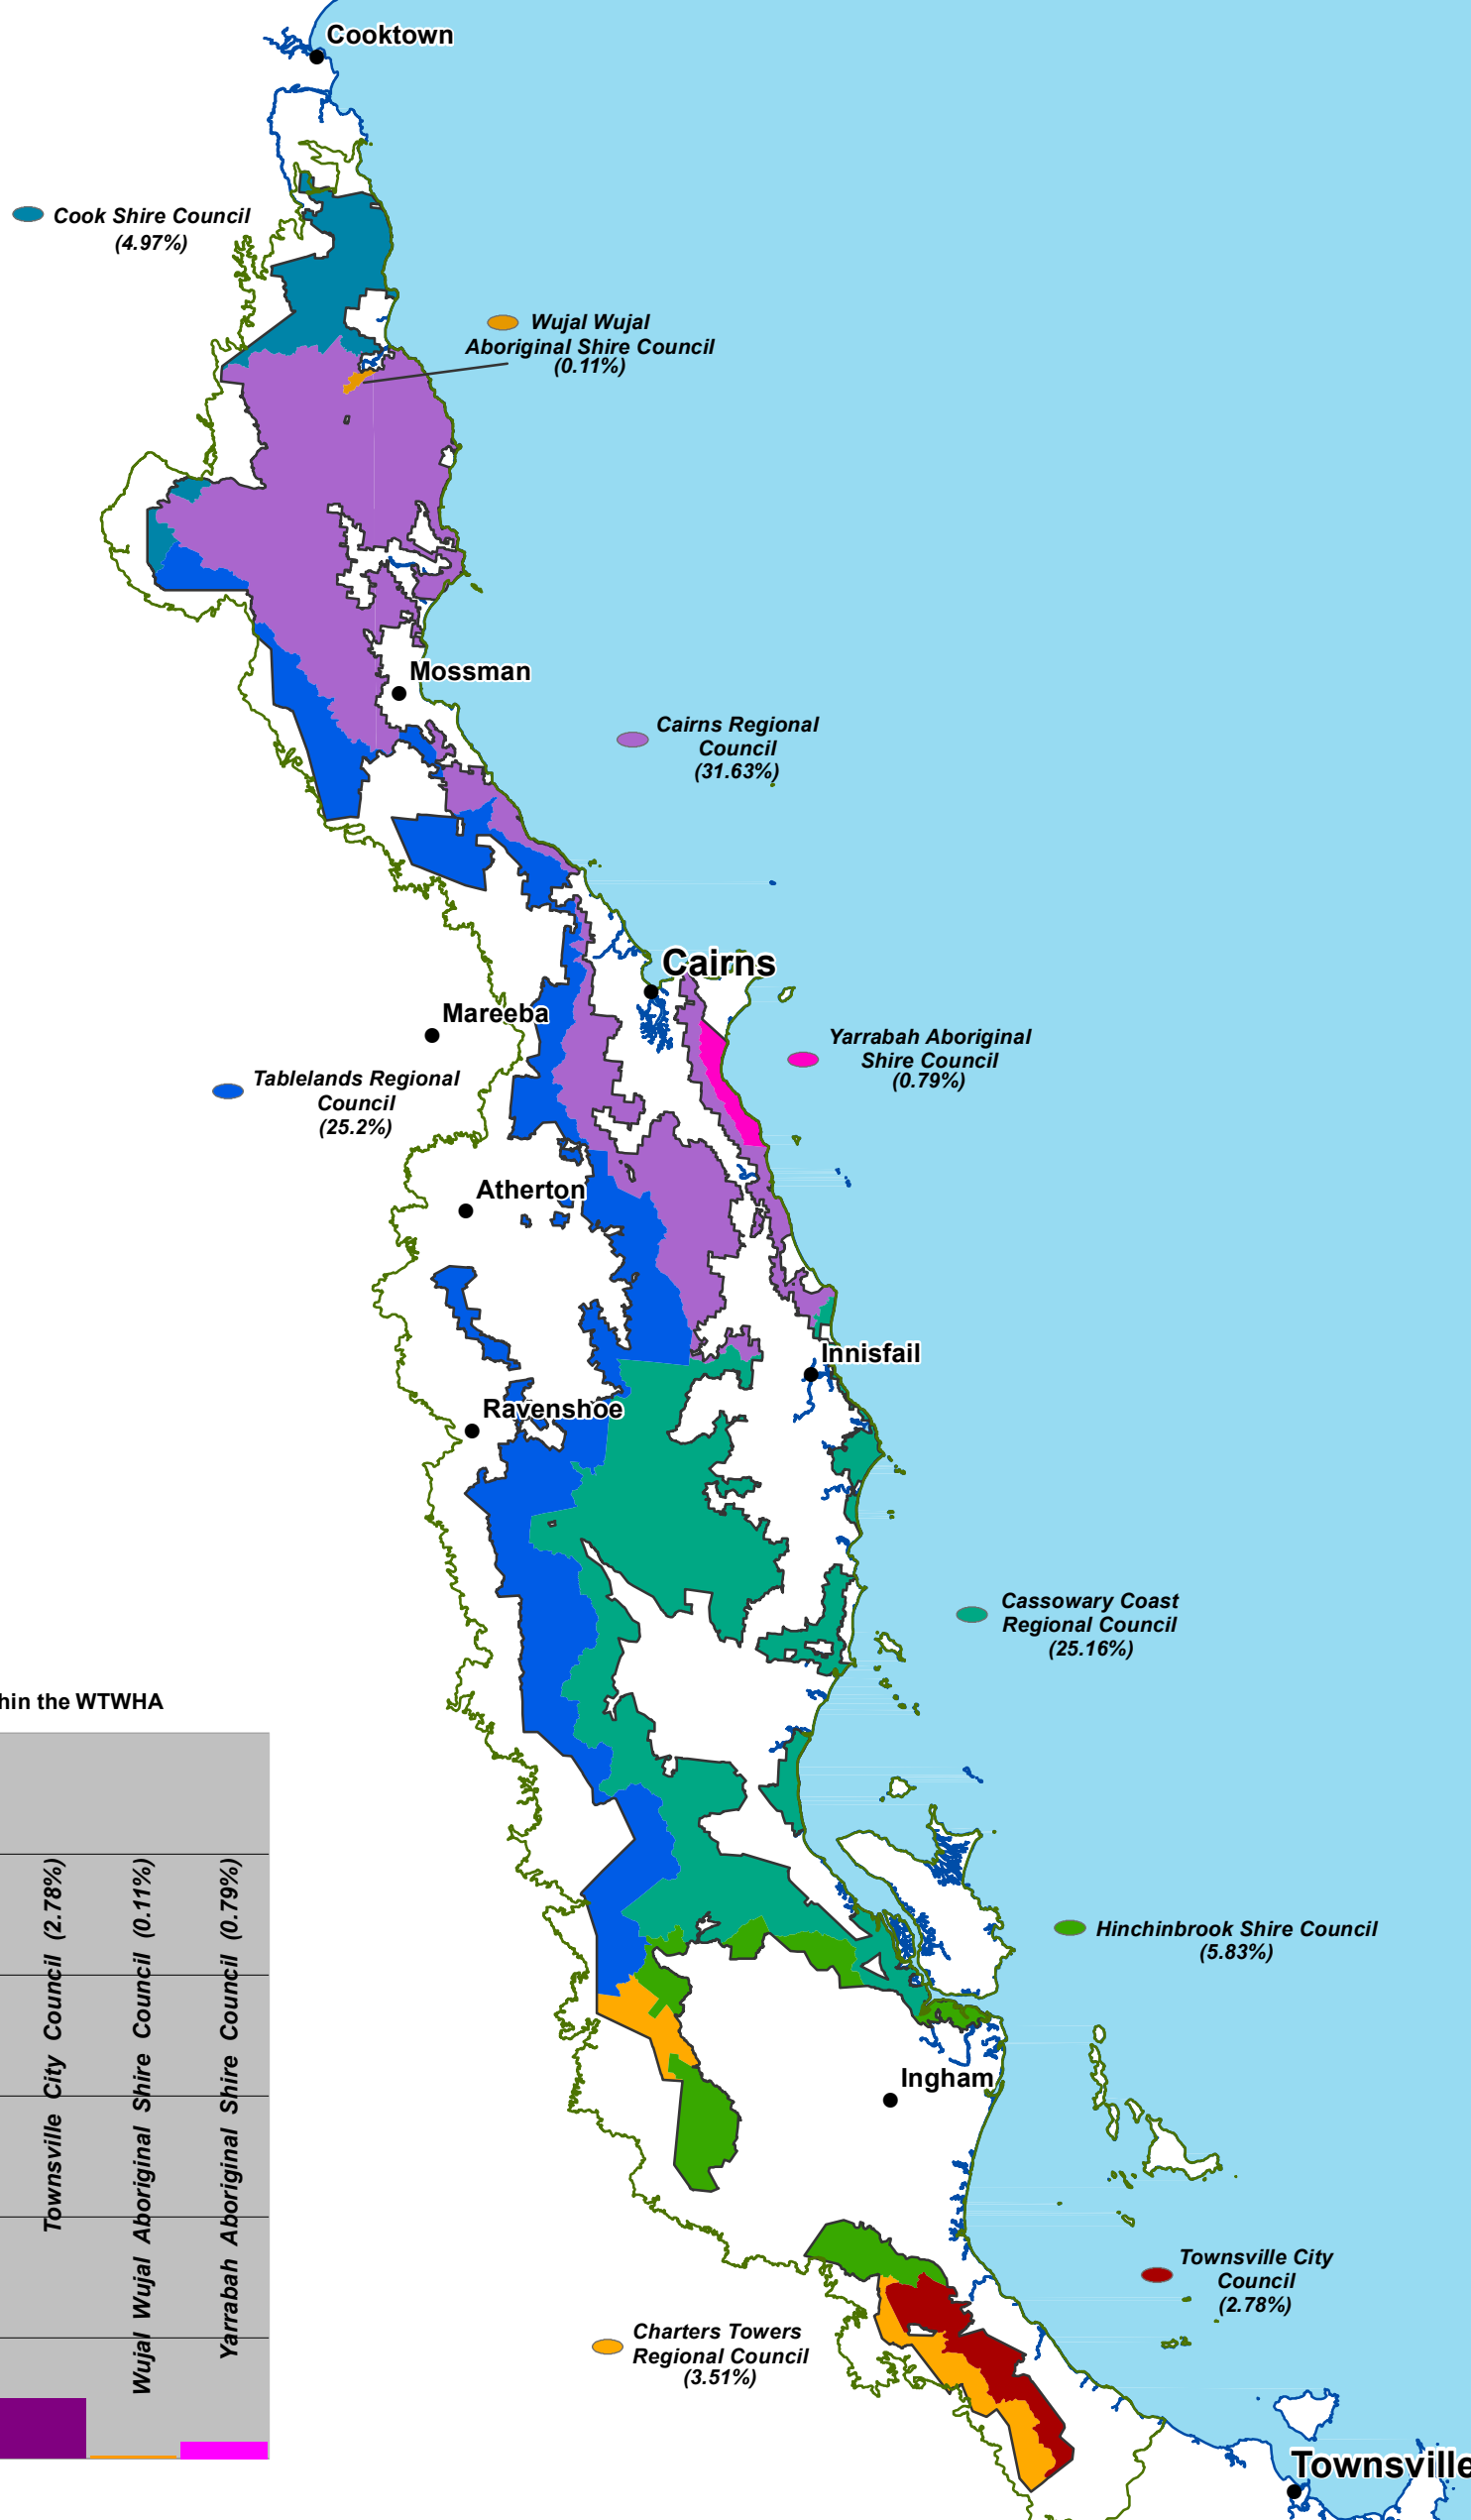 Cooktown
Cook Shire Council
(4.97%)
Wujal Wujal
Aboriginal Shire Council
(0.11%)
Mossman
Cairns Regional
Council
(31.63%)
Cairns
Mareeba
Yarrabah Aboriginal
Shire Council
(0.79%)
Tablelands Regional
Council
(25.2%)
Atherton
Innisfail
Ravenshoe
Cassowary Coast
Regional Council
(25.16%)
hin the WTWHA
Townsville City Council (2.78%)
Wujal Wujal Aboriginal Shire Council (0.11%)
Yarrabah Aboriginal Shire Council (0.79%)
Hinchinbrook Shire Council
(5.83%)
Ingham
Townsville City
Council
(2.78%)
Charters Towers
Regional Council
(3.51%)
Townsville